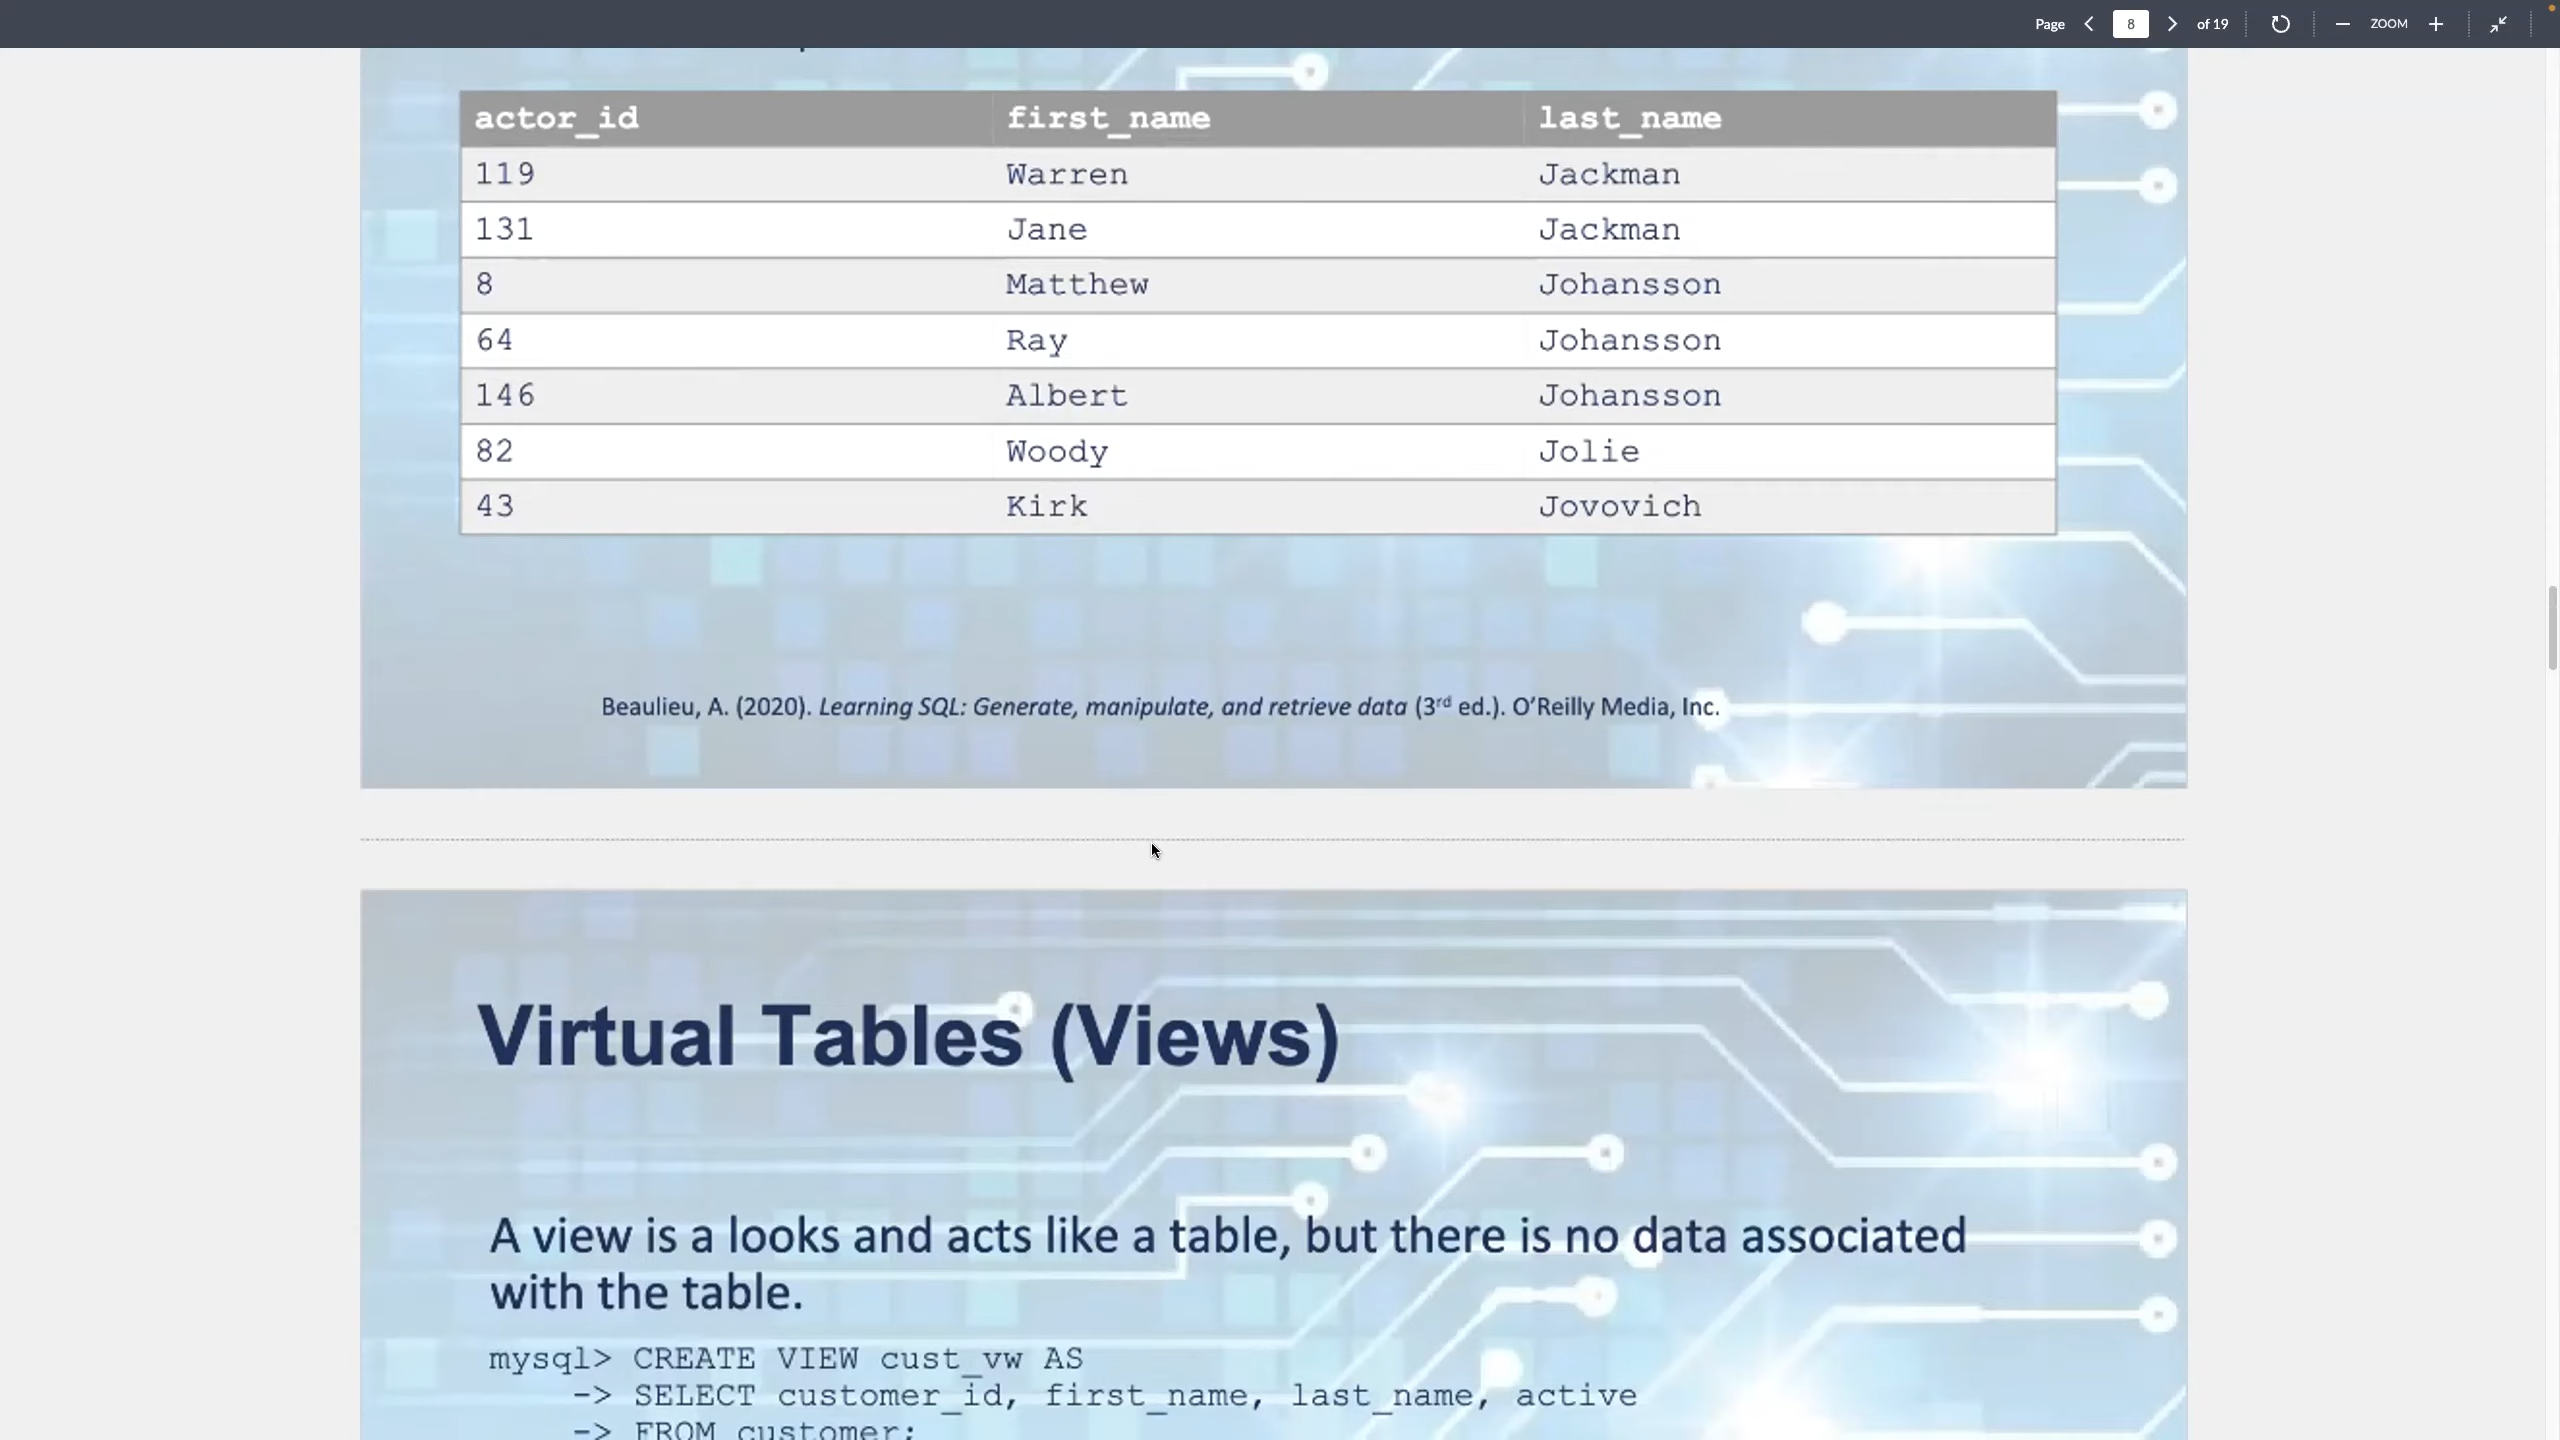 Page 8 of 19 ZOOM
actor_id first_name last_name
119 Warren Jackman
131 Jane Jackman
8 Matthew Johansson
64 Ray Johansson
146 Albert Johansson
82 Woody Jolie
43 Kirk Jovovich
Beaulieu, A. (2020). Learning SQL: Generate, manipulate, and retrieve data (3rd ed.). O’Reilly Media, Inc.
Virtual Tables (Views)
A view is a looks and acts like a table, but there is no data associated
with the table.
mysql> CREATE VIEW cust_vw AS
-> SELECT customer_id, first_name, last_name, active
-> FROM customer;